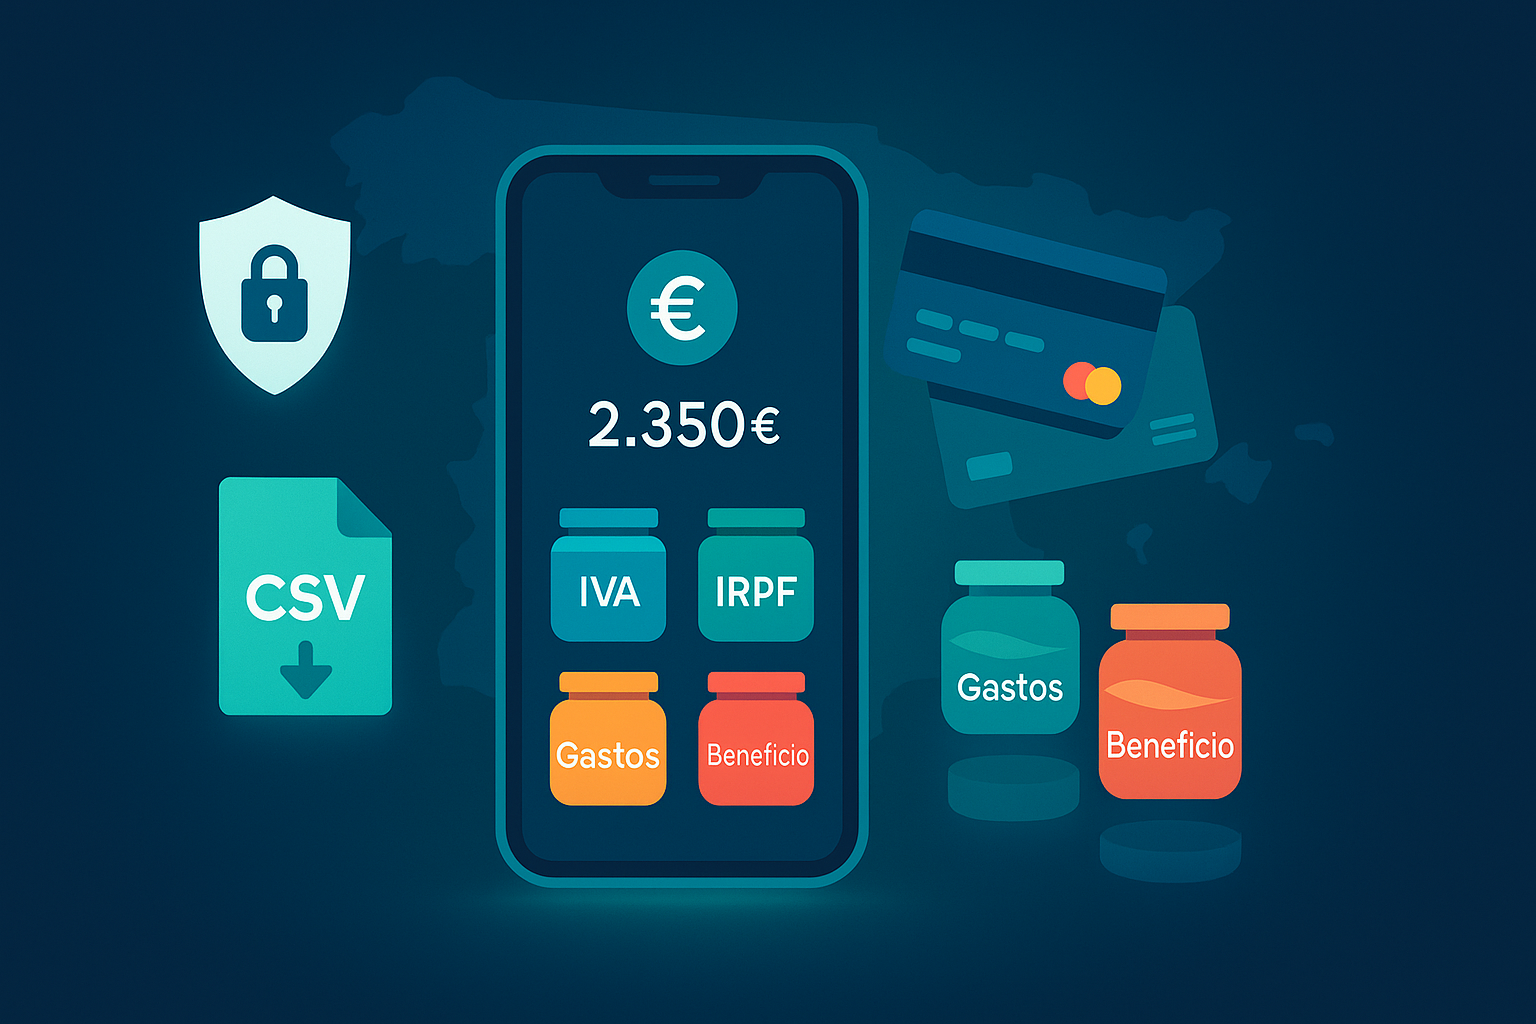 €
2.350€
IVA
IRPF
Gastos
Beneficio
CSV
Gastos
Beneficio